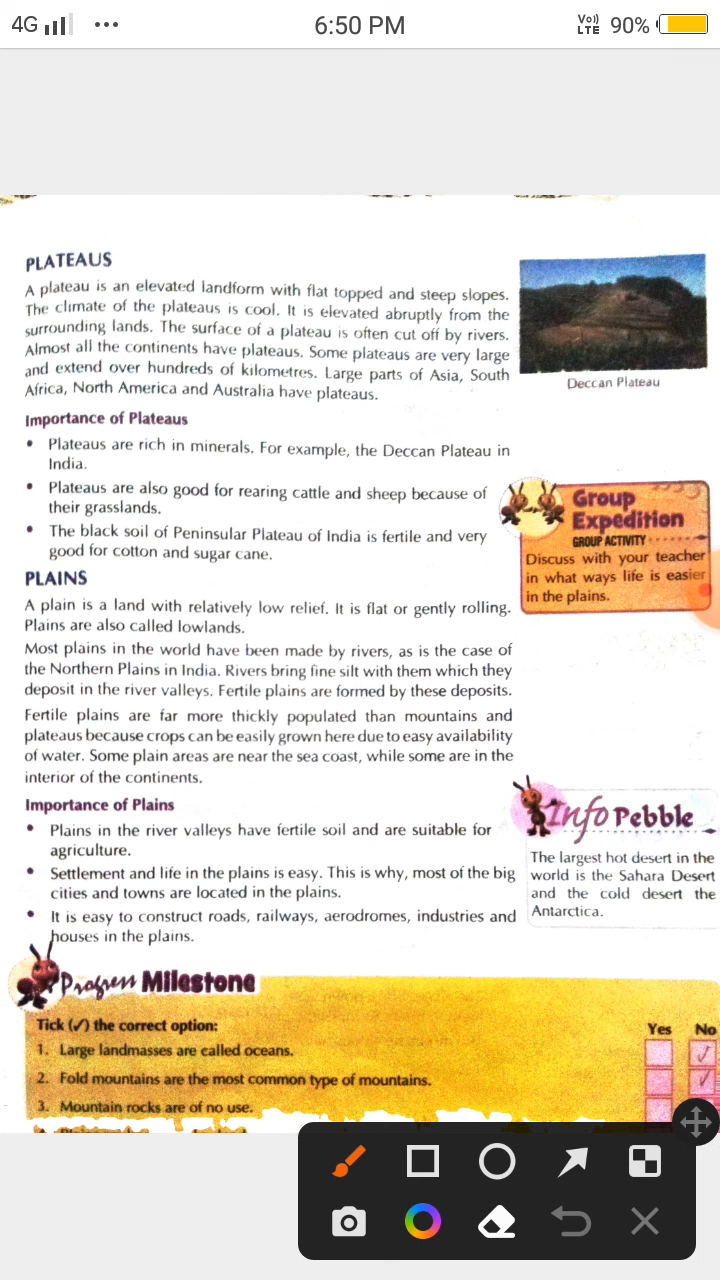 4G
6:50 PM
Vo))
LTE
90%
PLATEAUS
A plateau is an elevated landform with flat topped and steep slopes.
The climate of the plateaus is cool. It is elevated abruptly from the
surrounding lands. The surface of a plateau is often cut off by rivers.
Almost all the continents have plateaus. Some plateaus are very large
and extend over hundreds of kilometres. Large parts of Asia, South
Africa, North America and Australia have plateaus.
Deccan Plateau
Importance of Plateaus
• Plateaus are rich in minerals. For example, the Deccan Plateau in
India.
• Plateaus are also good for rearing cattle and sheep because of
their grasslands.
• The black soil of Peninsular Plateau of India is fertile and very
good for cotton and sugar cane.
Group
Expedition
GROUP ACTIVITY
Discuss with your teacher
in what ways life is easier
in the plains.
PLAINS
A plain is a land with relatively low relief. It is flat or gently rolling.
Plains are also called lowlands.
Most plains in the world have been made by rivers, as is the case of
the Northern Plains in India. Rivers bring fine silt with them which they
deposit in the river valleys. Fertile plains are formed by these deposits.
Fertile plains are far more thickly populated than mountains and
plateaus because crops can be easily grown here due to easy availability
of water. Some plain areas are near the sea coast, while some are in the
interior of the continents.
Importance of Plains
• Plains in the river valleys have fertile soil and are suitable for
agriculture.
• Settlement and life in the plains is easy. This is why, most of the big
cities and towns are located in the plains.
• It is easy to construct roads, railways, aerodromes, industries and
houses in the plains.
Info Pebble
The largest hot desert in the
world is the Sahara Desert
and the cold desert the
Antarctica.
Progress Milestone
Tick (✓) the correct option:
Yes No
1. Large landmasses are called oceans.
2. Fold mountains are the most common type of mountains.
3. Mountain rocks are of no use.